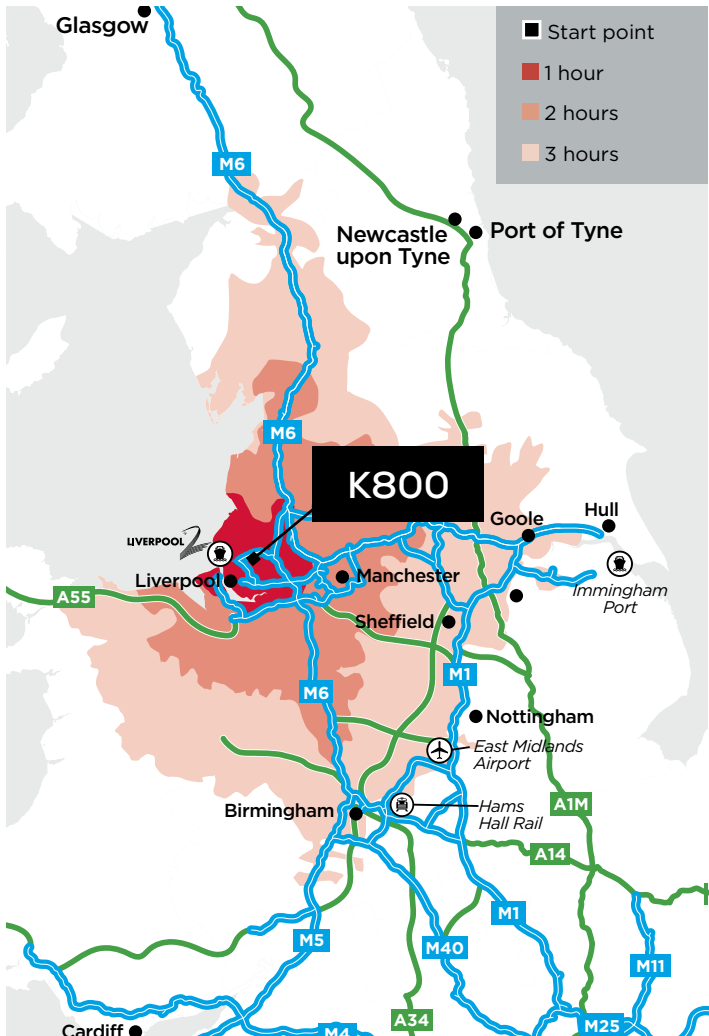 Glasgow
Start point
1 hour
2 hours
3 hours
M6
Newcastle
upon Tyne
Port of Tyne
M6
K800
Goole
Hull
LIVERPOOL 2
Liverpool
Manchester
Immingham
Port
A55
Sheffield
M1
M6
Nottingham
East Midlands
Airport
Birmingham
Hams
Hall Rail
A1M
A14
M5
M40
M1
M11
A34
M25
Cardiff
M4